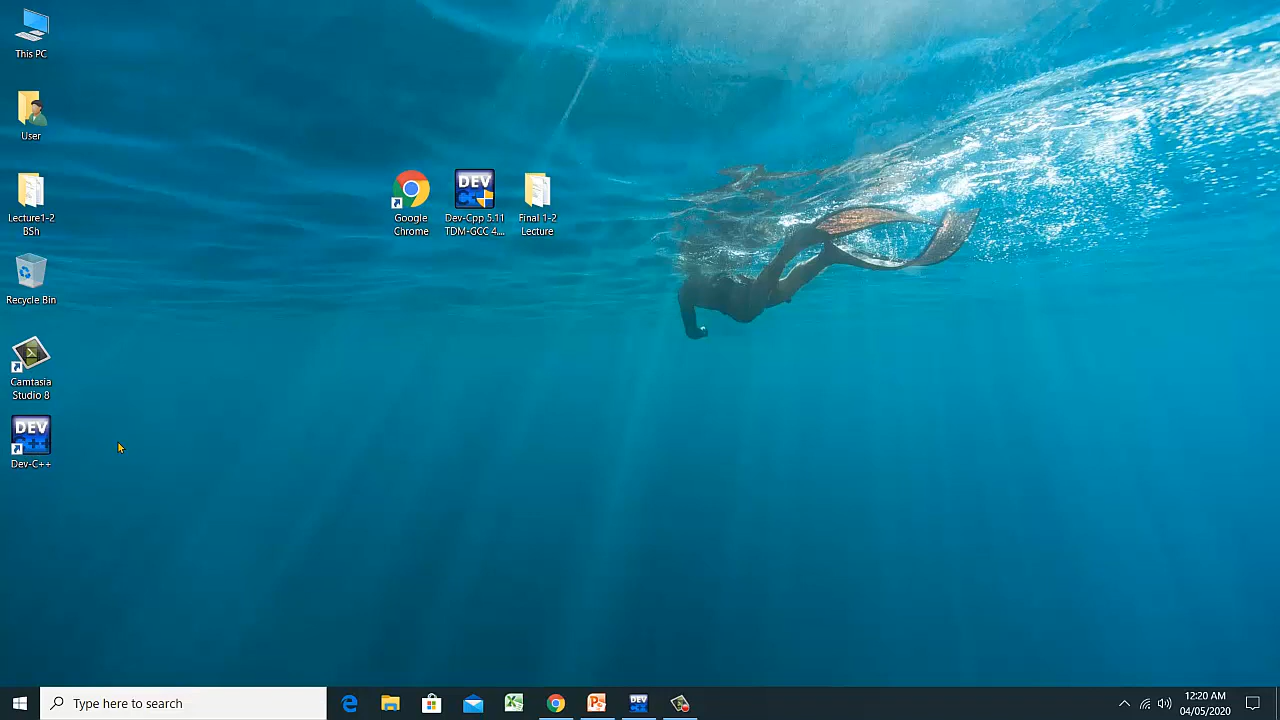 This PC
User
Lecture1-2
BSh
Recycle Bin
Camtasia
Studio 8
DEV
C++
Dev-C++
Google
Chrome
DEV
Dev-Cpp 5.11
TDM-GCC 4....
Final 1-2
Lecture
Type here to search
DEV
12:20 AM
04/05/2020